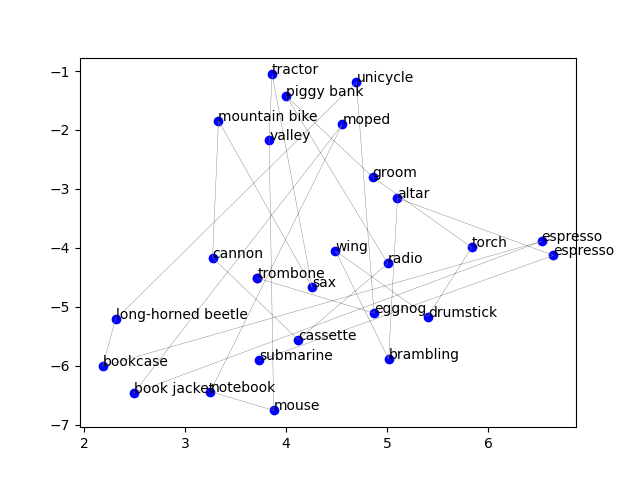 −1
−2
−3
−4
−5
−6
−7
2
3
4
5
6
tractor
unicycle
piggy bank
mountain bike
moped
valley
groom
altar
espresso
torch
wing
espresso
cannon
radio
trombone
sax
long-horned beetle
eggnog
drumstick
cassette
bookcase
submarine
brambling
book jacket
notebook
mouse